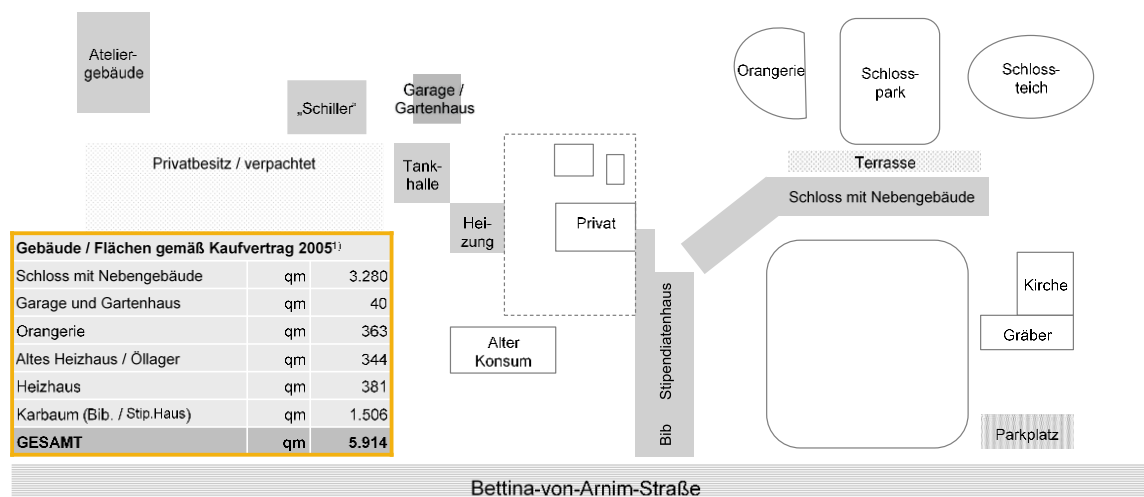 Atelier-
gebäude
„Schiller“
Garage /
Gartenhaus
Orangerie
Schloss-
park
Schloss-
teich
Privatbesitz / verpachtet
Tank-
halle
Terrasse
Schloss mit Nebengebäude
Hei-
zung
Privat
Gebäude / Flächen gemäß Kaufvertrag 2005¹⁾
Schloss mit Nebengebäude qm 3.280
Garage und Gartenhaus qm 40
Orangerie qm 363
Altes Heizhaus / Öllager qm 344
Heizhaus qm 381
Karbaum (Bib. / Stip.Haus) qm 1.506
GESAMT qm 5.914
Alter
Konsum
Bib Stipendiatenhaus
Kirche
Gräber
Parkplatz
Bettina-von-Arnim-Straße